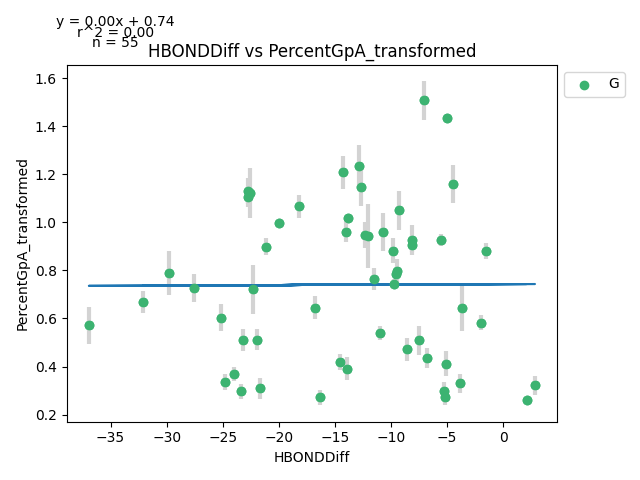 y = 0.00x + 0.74
r^2 = 0.00
n = 55
HBONDDiff vs PercentGpA_transformed
G
PercentGpA_transformed
1.6
1.4
1.2
1.0
0.8
0.6
0.4
0.2
−35
−30
−25
−20
−15
−10
−5
0
HBONDDiff